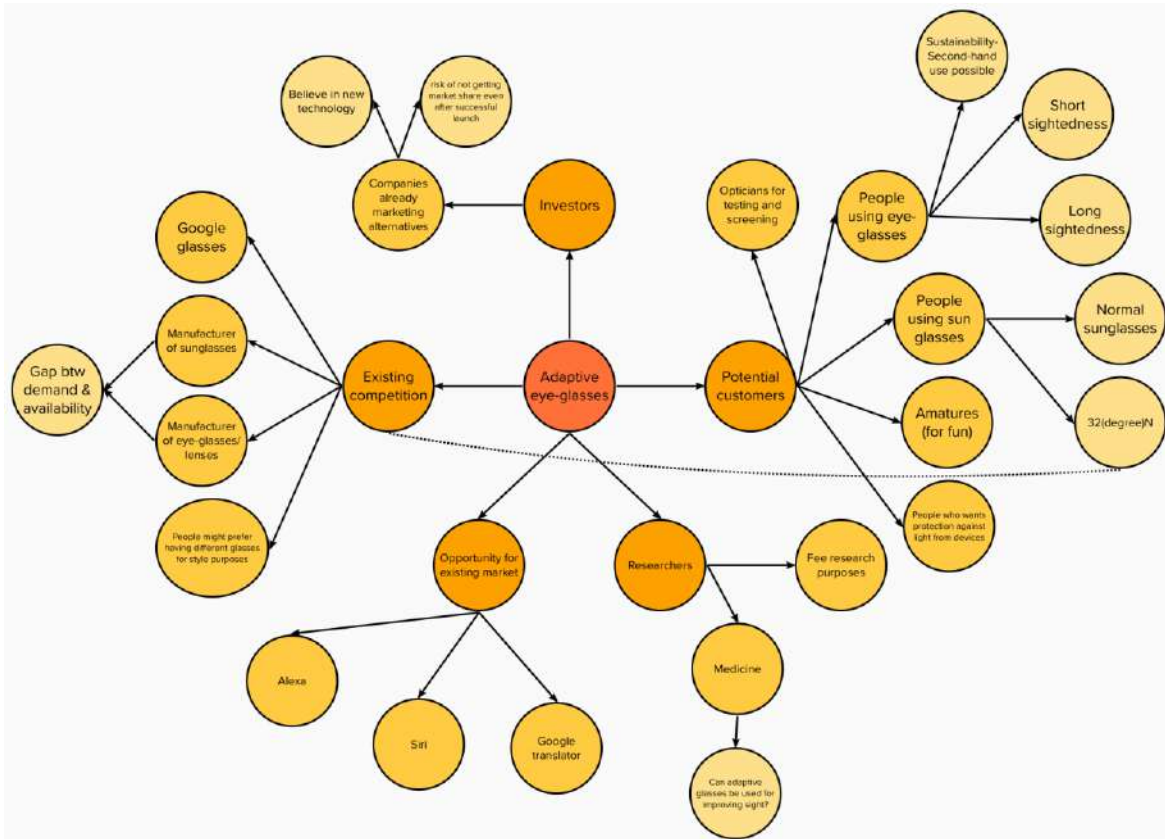 Sustainability-
Second-hand
use possible
Believe in new
technology
risk of not getting
market share even
after successful
launch
Short
sightedness
Companies
already
marketing
alternatives
Investors
Opticians for
testing and
screening
People
using eye-
glasses
Long
sightedness
Google
glasses
People
using sun
glasses
Normal
sunglasses
Manufacturer
of sunglasses
Gap btw
demand &
availability
Existing
competition
Adaptive
eye-glasses
Potential
customers
Manufacturer
of eye-glasses/
lenses
Amatures
(for fun)
32(degree)N
People might prefer
having different glasses
for style purposes
People who wants
protection against
light from devices
Opportunity for
existing market
Researchers
Fee research
purposes
Alexa
Siri
Google
translator
Medicine
Can adaptive
glasses be used for
improving sight?